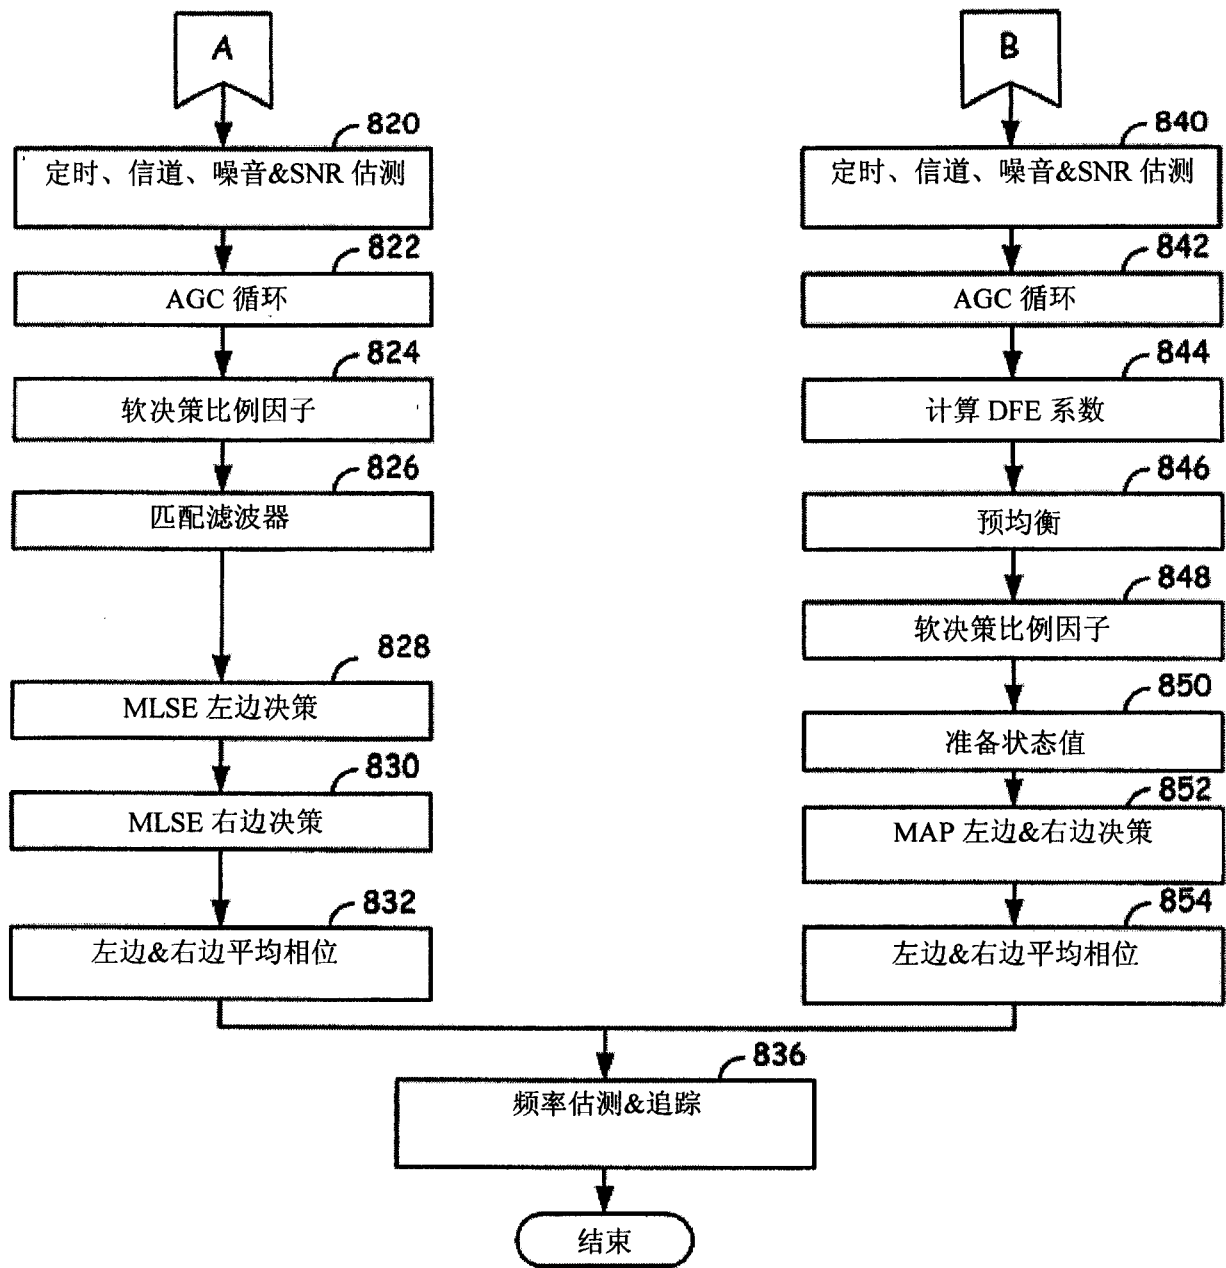 A
820
定时、信道、噪音&SNR 估测
822
AGC 循环
824
软决策比例因子
826
匹配滤波器
828
MLSE 左边决策
830
MLSE 右边决策
832
左边&右边平均相位
B
840
定时、信道、噪音&SNR 估测
842
AGC 循环
844
计算 DFE 系数
846
预均衡
848
软决策比例因子
850
准备状态值
852
MAP 左边&右边决策
854
左边&右边平均相位
836
频率估测&追踪
结束